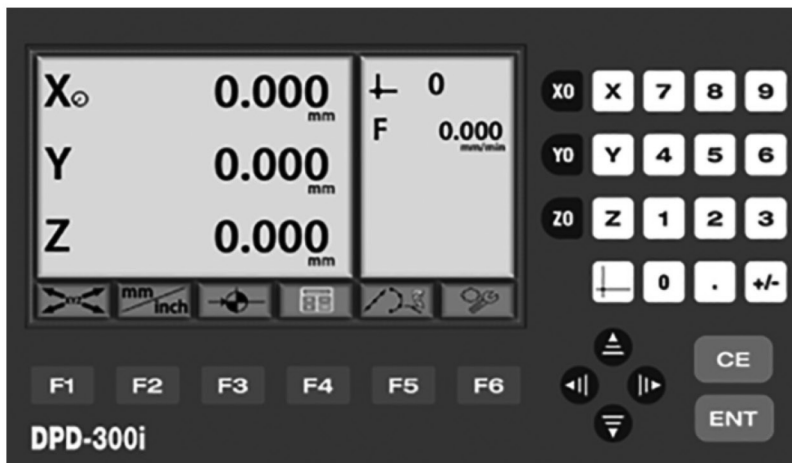 X 0.000 mm
Y 0.000 mm
Z 0.000 mm
0
F 0.000 mm/min
XYZ mm/inch
X0 X 7 8 9
Y0 Y 4 5 6
Z0 Z 1 2 3
0 . +/-
F1 F2 F3 F4 F5 F6
CE
ENT
DPD-300i